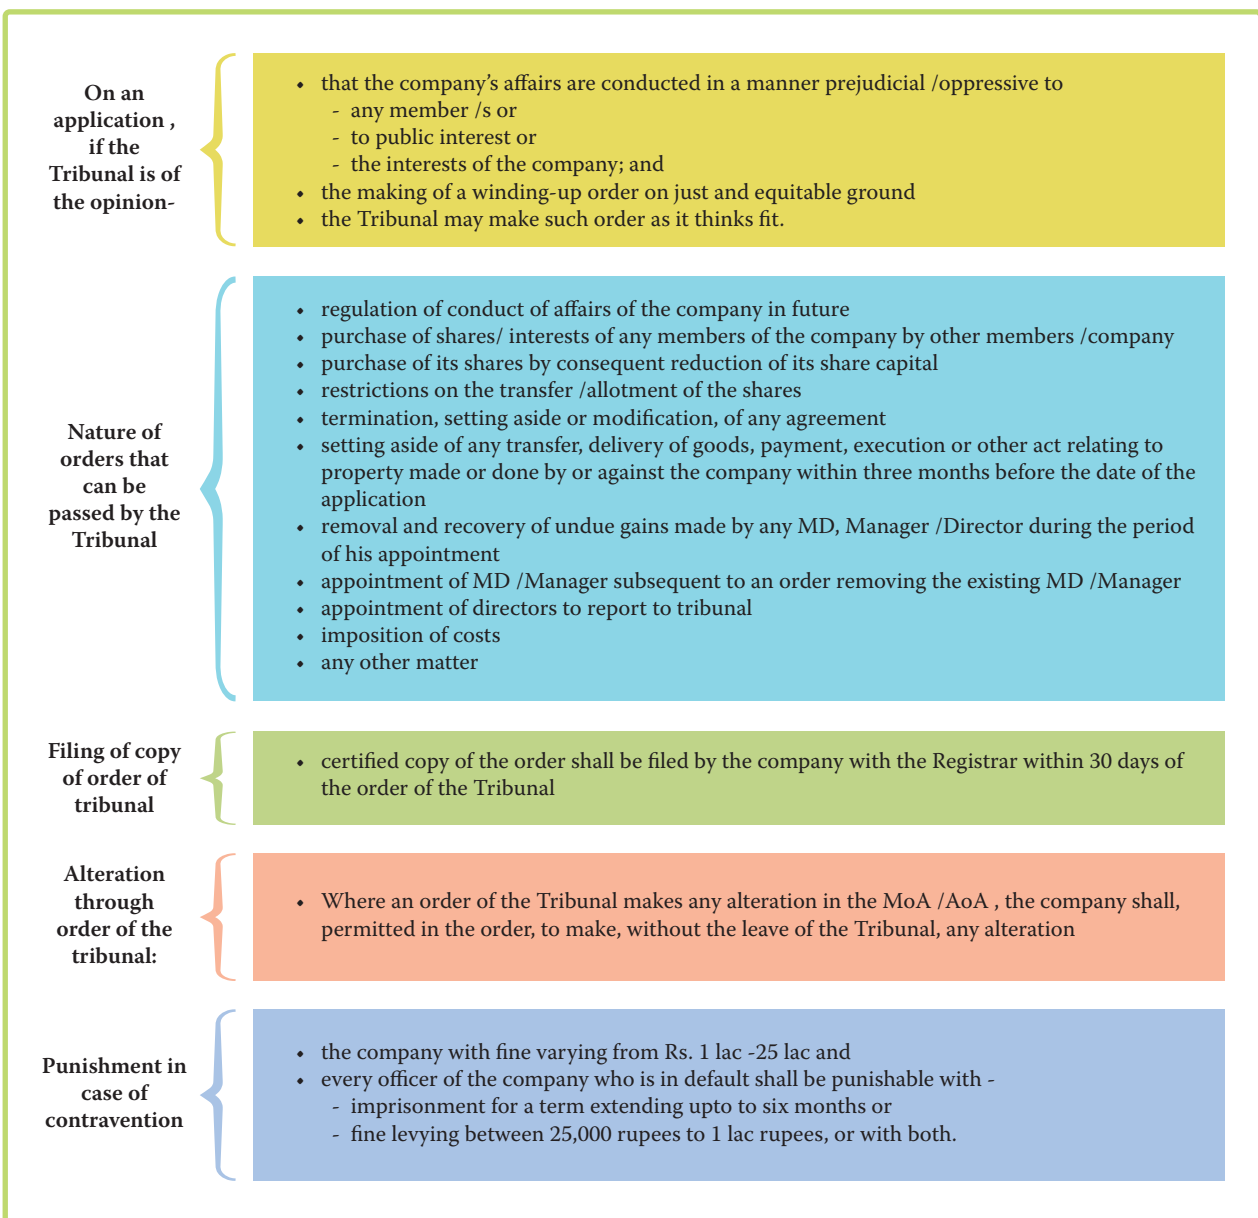 On an
application ,
if the
Tribunal is of
the opinion-
• that the company’s affairs are conducted in a manner prejudicial /oppressive to
- any member /s or
- to public interest or
- the interests of the company; and
• the making of a winding-up order on just and equitable ground
• the Tribunal may make such order as it thinks fit.
Nature of
orders that
can be
passed by the
Tribunal
• regulation of conduct of affairs of the company in future
• purchase of shares/ interests of any members of the company by other members /company
• purchase of its shares by consequent reduction of its share capital
• restrictions on the transfer /allotment of the shares
• termination, setting aside or modification, of any agreement
• setting aside of any transfer, delivery of goods, payment, execution or other act relating to
property made or done by or against the company within three months before the date of the
application
• removal and recovery of undue gains made by any MD, Manager /Director during the period
of his appointment
• appointment of MD /Manager subsequent to an order removing the existing MD /Manager
• appointment of directors to report to tribunal
• imposition of costs
• any other matter
Filing of copy
of order of
tribunal
• certified copy of the order shall be filed by the company with the Registrar within 30 days of
the order of the Tribunal
Alteration
through
order of the
tribunal:
• Where an order of the Tribunal makes any alteration in the MoA /AoA , the company shall,
permitted in the order, to make, without the leave of the Tribunal, any alteration
Punishment in
case of
contravention
• the company with fine varying from Rs. 1 lac -25 lac and
• every officer of the company who is in default shall be punishable with -
- imprisonment for a term extending upto to six months or
- fine levying between 25,000 rupees to 1 lac rupees, or with both.